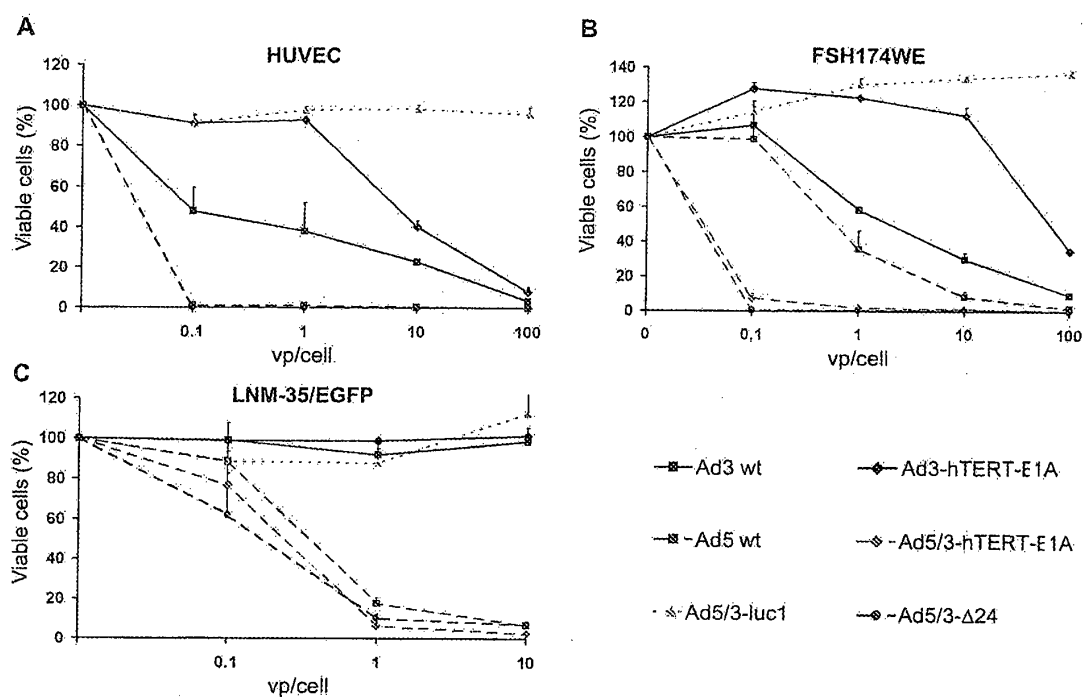 A
HUVEC
120
100
80
60
40
20
0
Viable cells (%)
0.1
1
10
100
vp/cell
B
FSH174WE
140
120
100
80
60
40
20
0
Viable cells (%)
0
0,1
1
10
100
vp/cell
C
LNM-35/EGFP
120
100
80
60
40
20
0
Viable cells (%)
0.1
1
10
vp/cell
Ad3 wt
Ad3-hTERT-E1A
Ad5 wt
Ad5/3-hTERT-E1A
Ad5/3-luc1
Ad5/3-Δ24